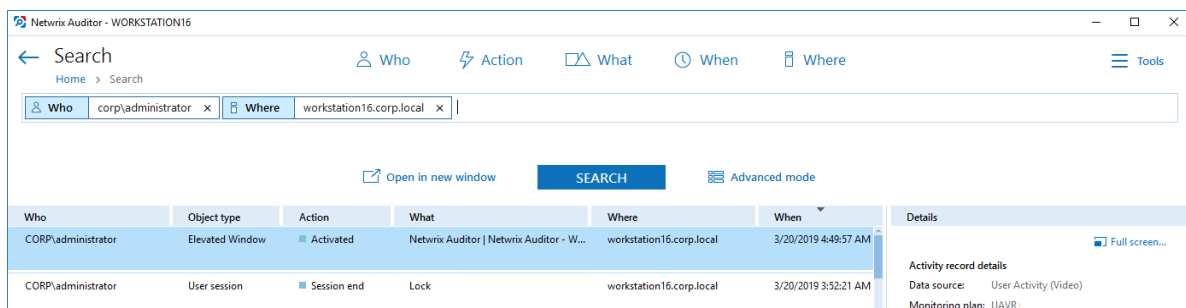 Netwrix Auditor - WORKSTATION16
Search
Who Action What When Where
Tools
Home > Search
Who corp\administrator × Where workstation16.corp.local ×
Open in new window SEARCH Advanced mode
Who Object type Action What Where When Details
CORP\administrator Elevated Window Activated Netwrix Auditor | Netwrix Auditor - W... workstation16.corp.local 3/20/2019 4:49:57 AM
Full screen...
Activity record details
CORP\administrator User session Session end Lock workstation16.corp.local 3/20/2019 3:52:21 AM
Data source: User Activity (Video)
Monitoring plan: UAVR